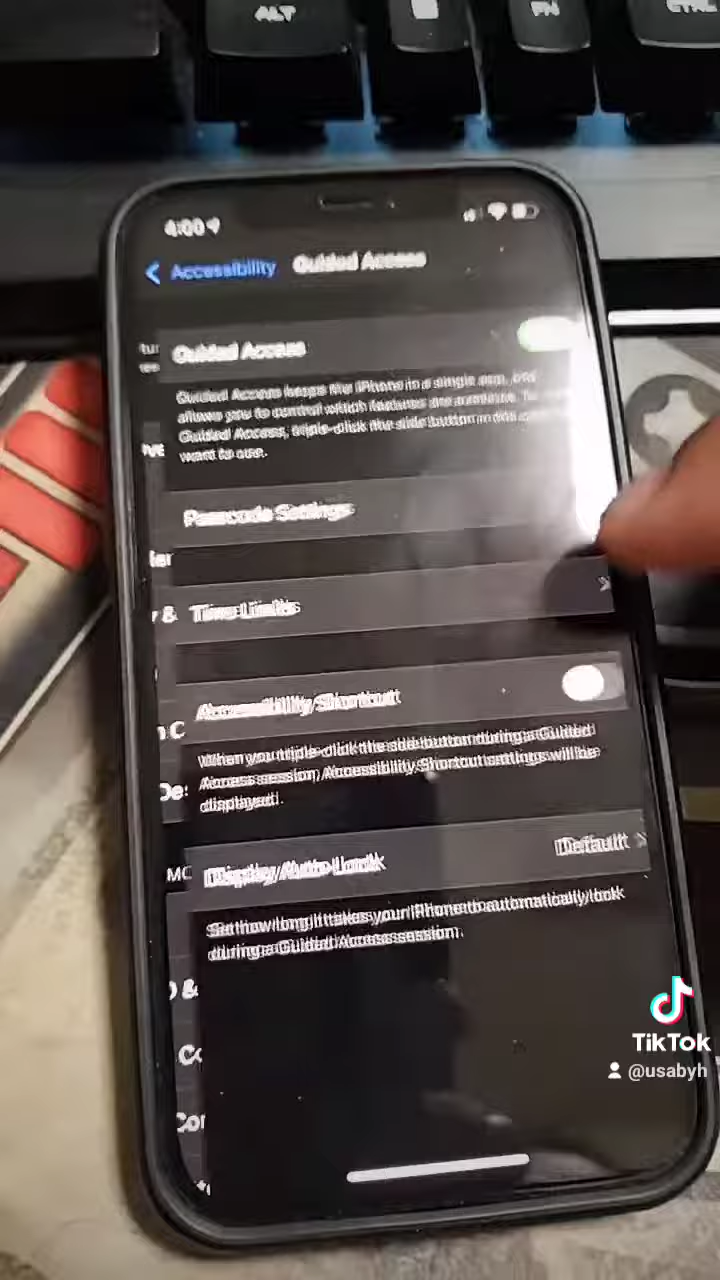 ALT
FN
CTRL
4:00
Accessibility
Guided Access
Guided Access
Guided Access keeps the iPhone in a single app, and
allows you to control which features are available. To
Guided Access, triple-click the side button in the
want to use.
Passcode Settings
Time Limits
Accessibility Shortcut
When you triple-click the side button during a Guided
Access session, Accessibility Shortcut settings will be
displayed.
MO
Display Auto-Lock
Default
Set how long it takes your iPhone to automatically lock
during a Guided Access session.
TikTok
@usabyh